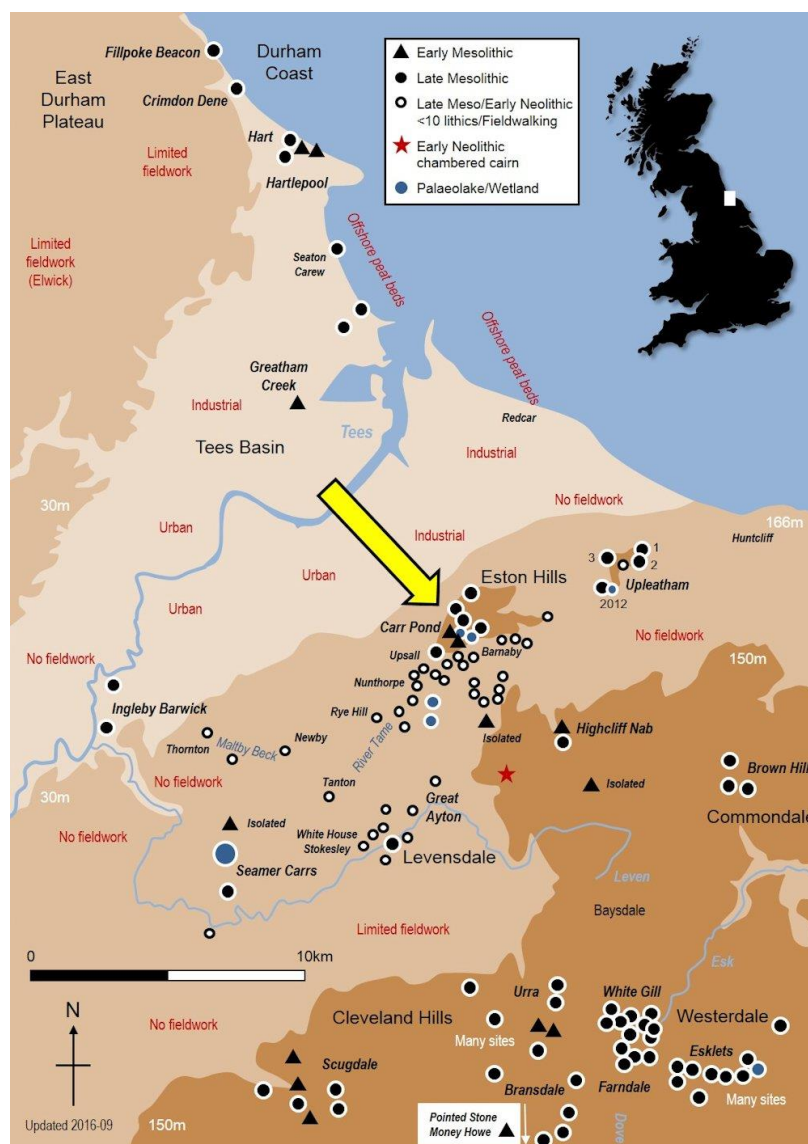 Fillpoke Beacon
Durham
Coast
East
Durham
Plateau
Crimdon Dene
Limited
fieldwork
Hart
Hartlepool
Early Mesolithic
Late Mesolithic
Late Meso/Early Neolithic
<10 lithics/Fieldwalking
Early Neolithic
chambered cairn
Palaeolake/Wetland
Limited
fieldwork
(Elwick)
Seaton
Carew
Offshore peat beds
Offshore peat beds
Greatham
Creek
Industrial
Tees
Tees Basin
Redcar
Industrial
30m
Urban
Industrial
No fieldwork
166m
Huntcliff
Urban
Eston Hills
3
1
2
Upleatham
2012
Urban
Carr Pond
Upsall
Barnaby
No fieldwork
No fieldwork
150m
Nunthorpe
Ingleby Barwick
Rye Hill
River Tame
Isolated
Highcliff Nab
Thornton
Maltby Beck
Newby
No fieldwork
Tanton
Isolated
Brown Hill
30m
Great
Ayton
Commondale
No fieldwork
Isolated
White House
Stokesley
Levensdale
Seamer Carrs
Leven
Baysdale
Limited fieldwork
Esk
0
10km
N
Urra
White Gill
No fieldwork
Cleveland Hills
Westerdale
Many sites
Esklets
Scugdale
Bransdale
Farndale
Many sites
Updated 2016-09
150m
Pointed Stone
Money Howe
Dove